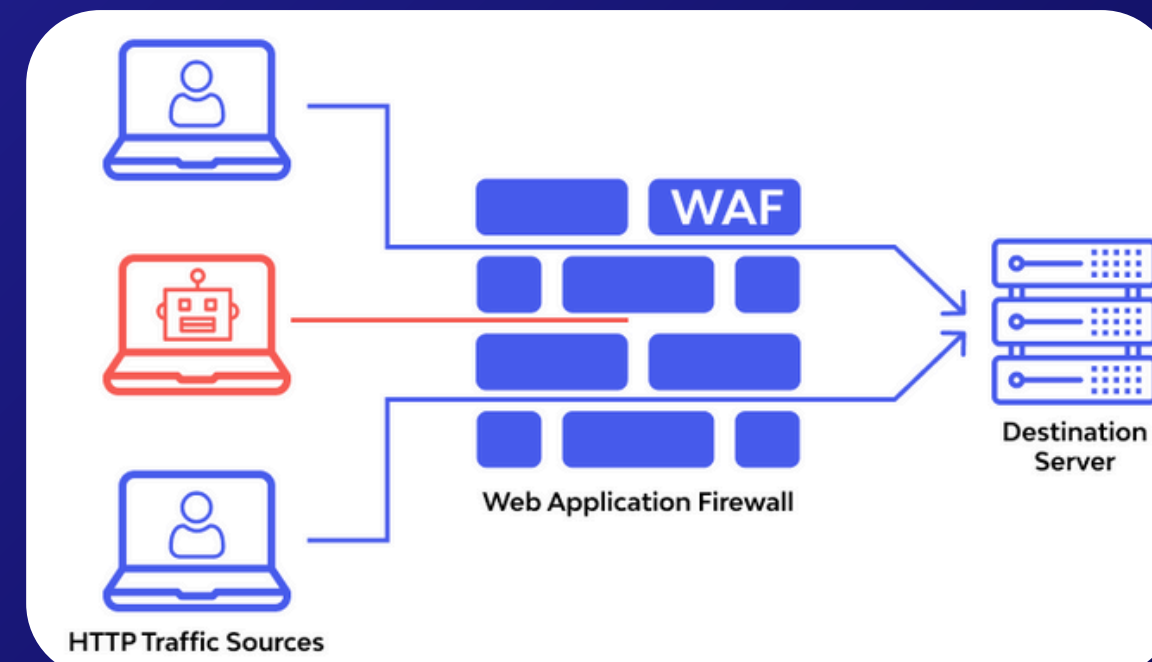 WAF
Destination
Server
Web Application Firewall
HTTP Traffic Sources